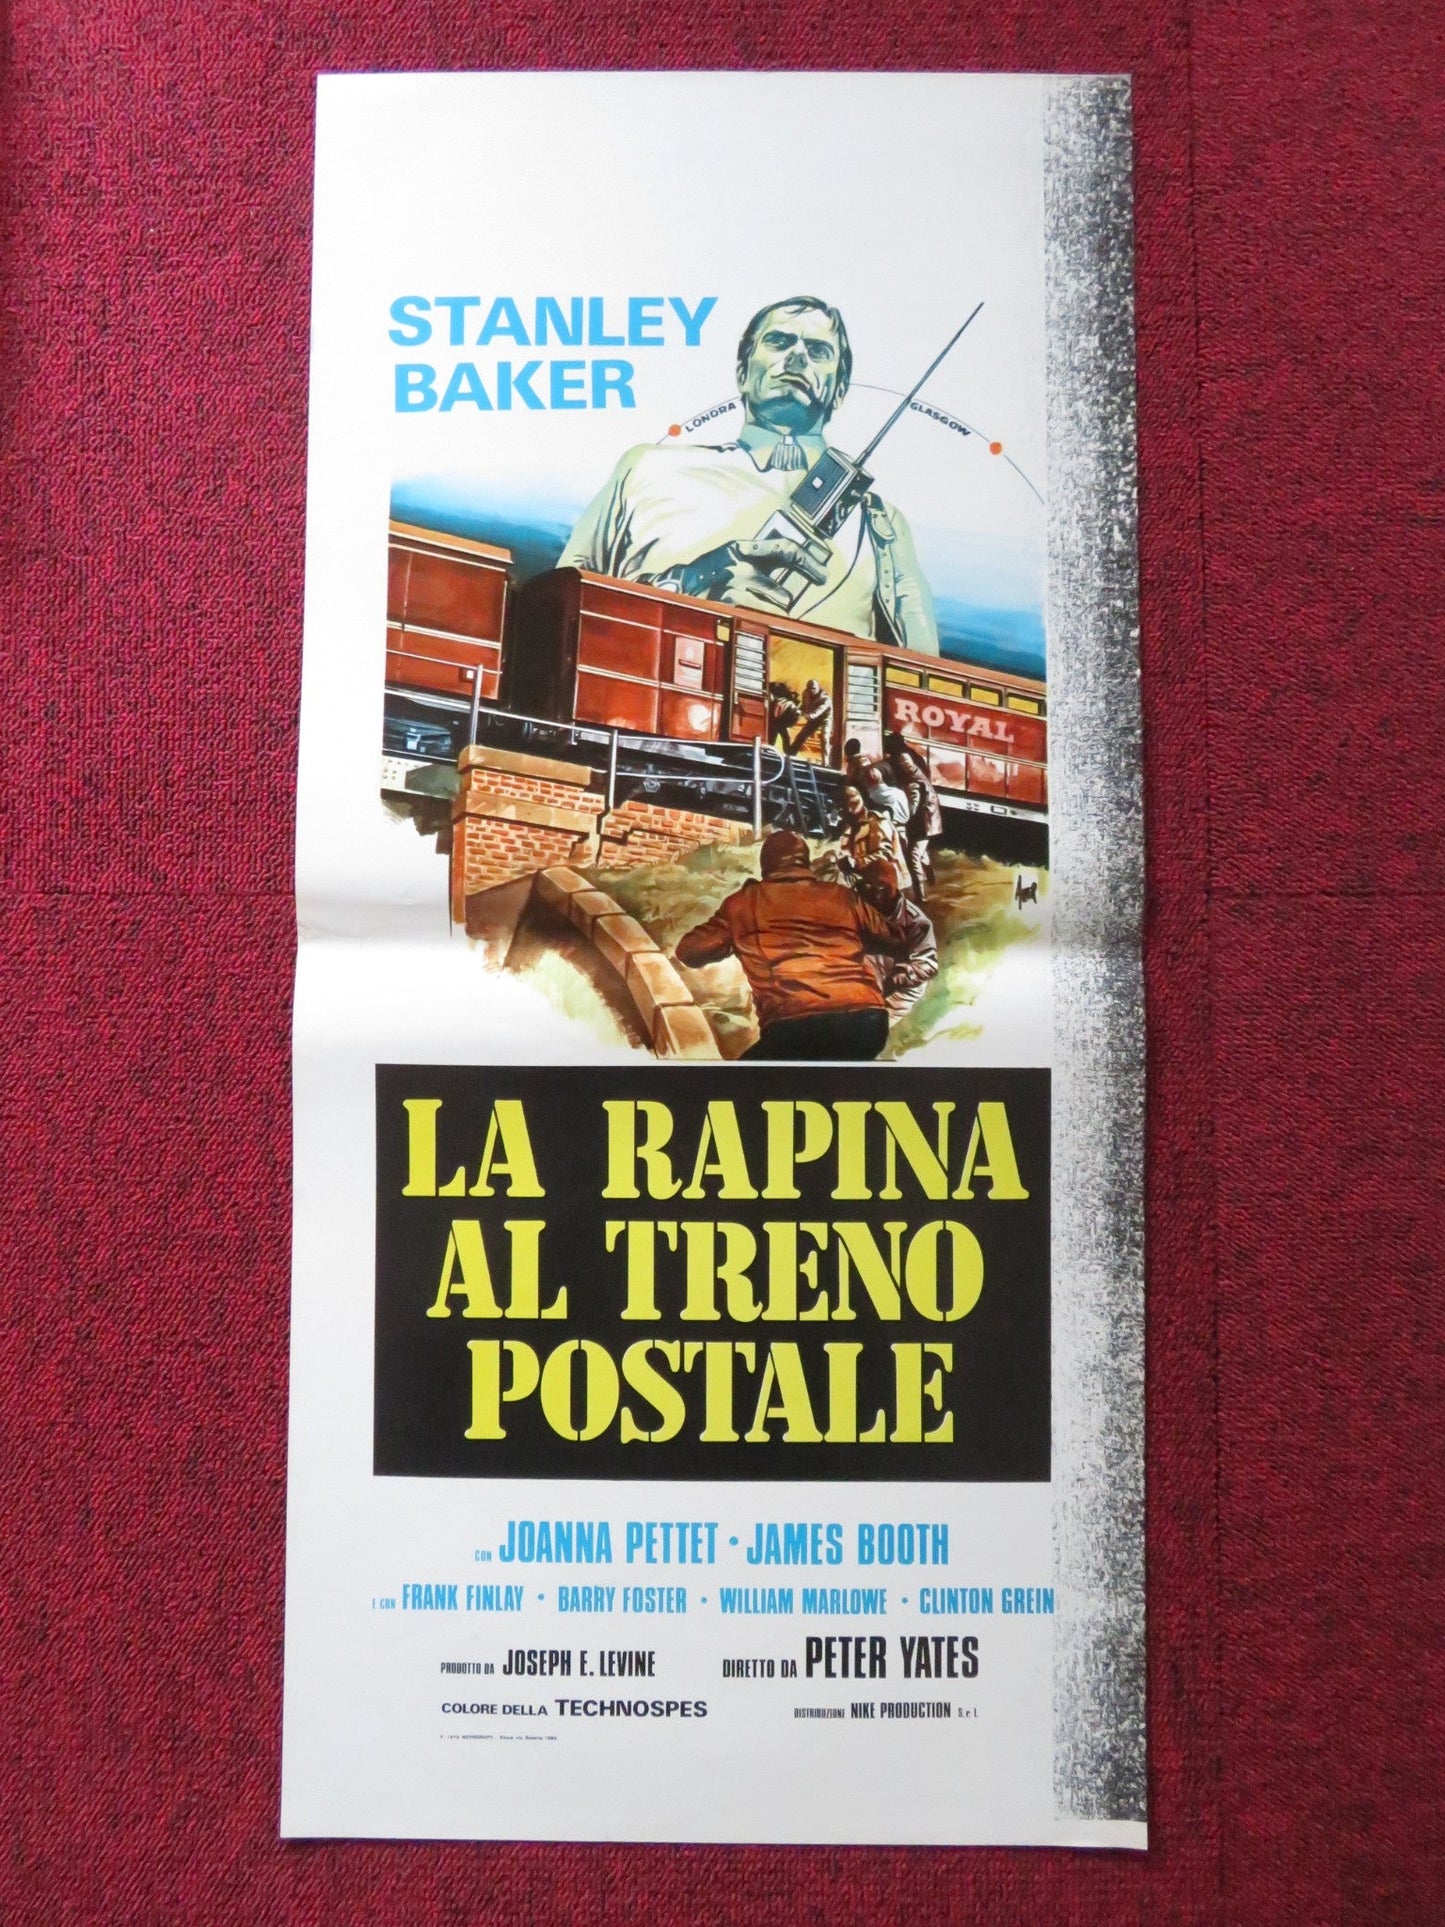 STANLEY
BAKER
LONDRA
GLASGOW
ROYAL
LA RAPINA
AL TRENO
POSTALE
CON JOANNA PETTET • JAMES BOOTH
E CON FRANK FINLAY • BARRY FOSTER • WILLIAM MARLOWE • CLINTON GREIN
PRODOTTO DA JOSEPH E. LEVINE
DIRETTO DA PETER YATES
COLORE DELLA TECHNOSPES
DISTRIBUZIONE NIKE PRODUCTION S.r.l.